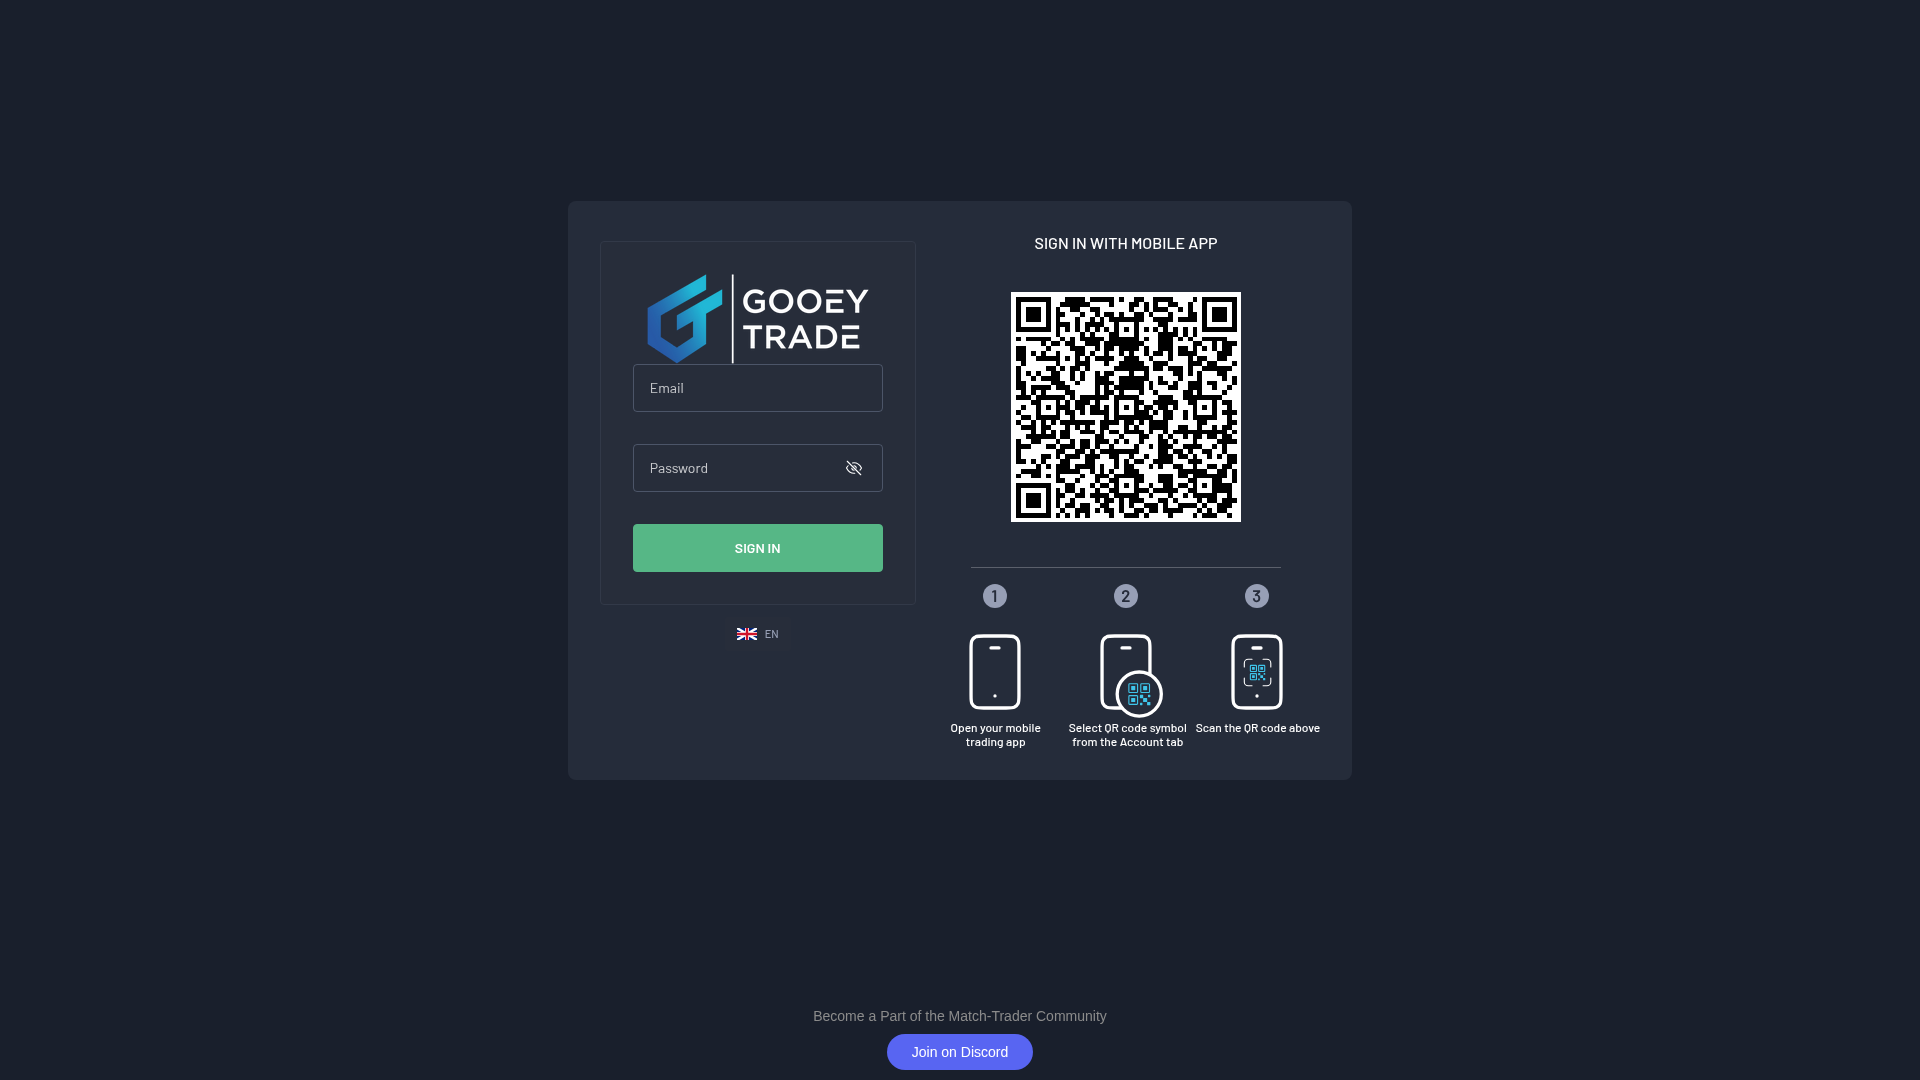 GOOEY
TRADE
Email
Password
SIGN IN
EN
SIGN IN WITH MOBILE APP
1
2
3
Open your mobile
trading app
Select QR code symbol
from the Account tab
Scan the QR code above
Become a Part of the Match-Trader Community
Join on Discord